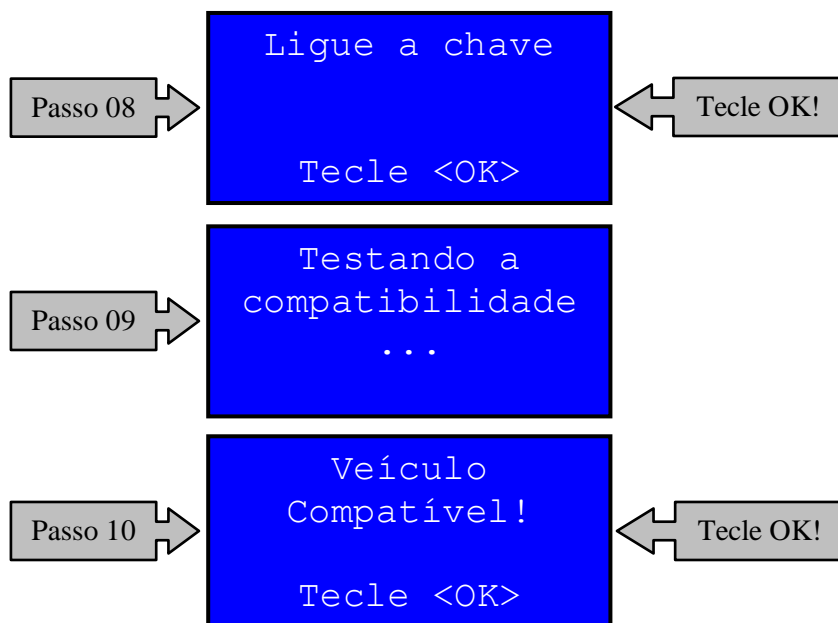 Passo 08
Ligue a chave
Tecle <OK>
Tecle OK!
Passo 09
Testando a
compatibilidade
...
Passo 10
Veículo
Compatível!
Tecle <OK>
Tecle OK!